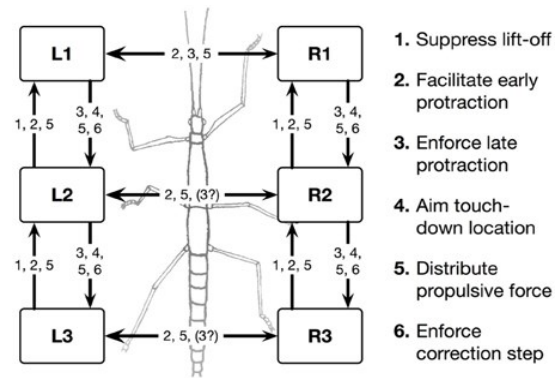 L1
2, 3, 5
R1
1, 2, 5
3, 4,
5, 6
1, 2, 5
3, 4,
5, 6
L2
2, 5, (3?)
R2
1, 2, 5
3, 4,
5, 6
1, 2, 5
3, 4,
5, 6
L3
2, 5, (3?)
R3
1. Suppress lift-off
2. Facilitate early
protraction
3. Enforce late
protraction
4. Aim touch-
down location
5. Distribute
propulsive force
6. Enforce
correction step